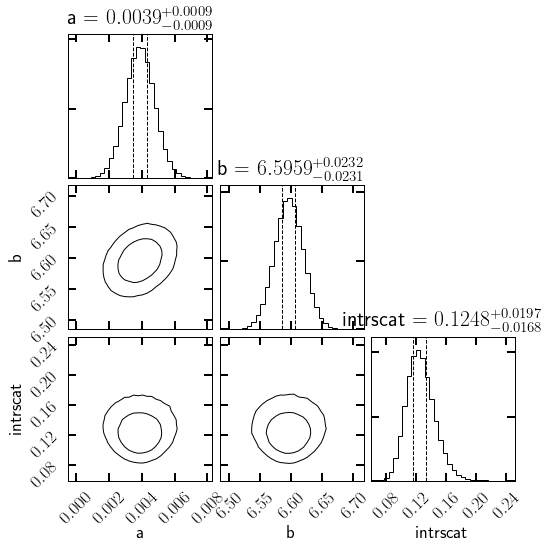 a = 0.0039+0.0009−0.0009
b = 6.5959+0.0232−0.0231
6.70
6.65
6.60
6.55
6.50
b
intrscat = 0.1248+0.0197−0.0168
0.24
0.20
0.16
0.12
0.08
intrscat
0.000 0.002 0.004 0.006 0.008
6.50 6.55 6.60 6.65 6.70
0.08 0.12 0.16 0.20 0.24
a b intrscat